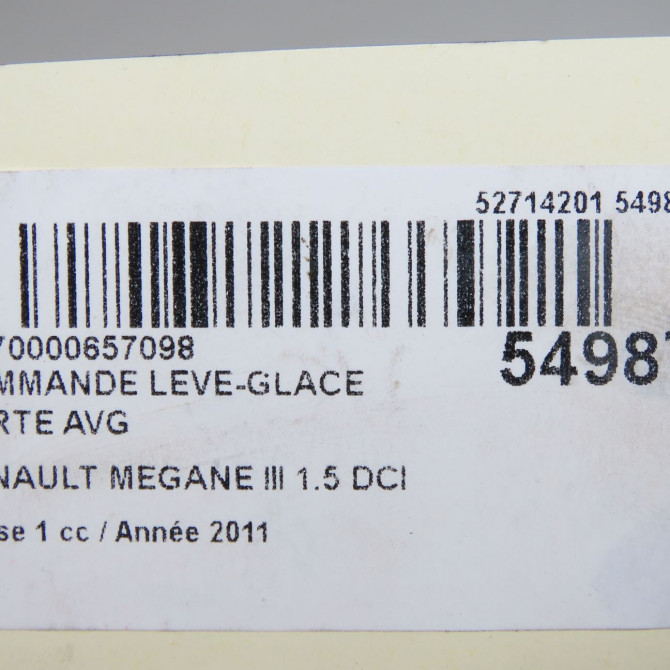 52714201 5498
70000657098
5498
MMANDE LEVE-GLACE
RTE AVG
NAULT MEGANE III 1.5 DCI
se 1 cc / Année 2011